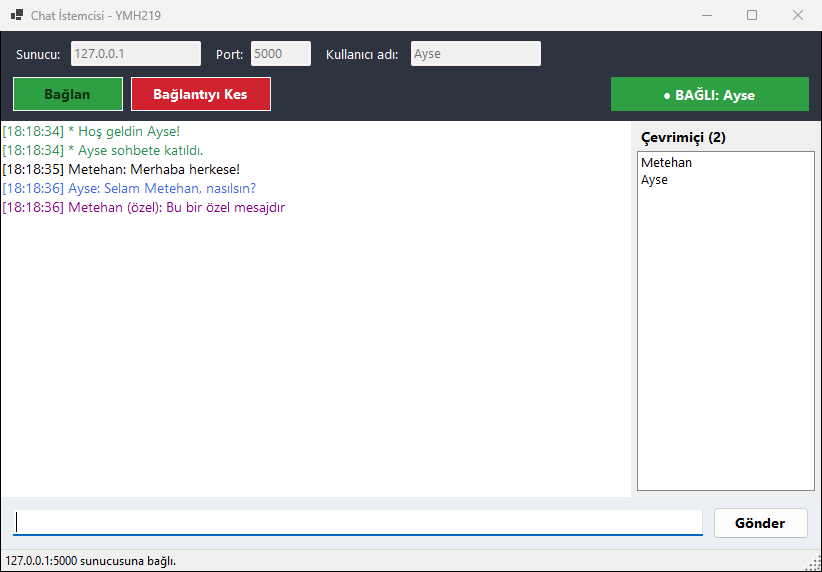 Chat İstemcisi - YMH219
Sunucu: 127.0.0.1 Port: 5000 Kullanıcı adı: Ayse
Bağlan Bağlantıyı Kes ● BAĞLI: Ayse
[18:18:34] * Hoş geldin Ayse!
[18:18:34] * Ayse sohbete katıldı.
[18:18:35] Metehan: Merhaba herkese!
[18:18:36] Ayse: Selam Metehan, nasılsın?
[18:18:36] Metehan (özel): Bu bir özel mesajdır
Çevrimiçi (2)
Metehan
Ayse
Gönder
127.0.0.1:5000 sunucusuna bağlı.